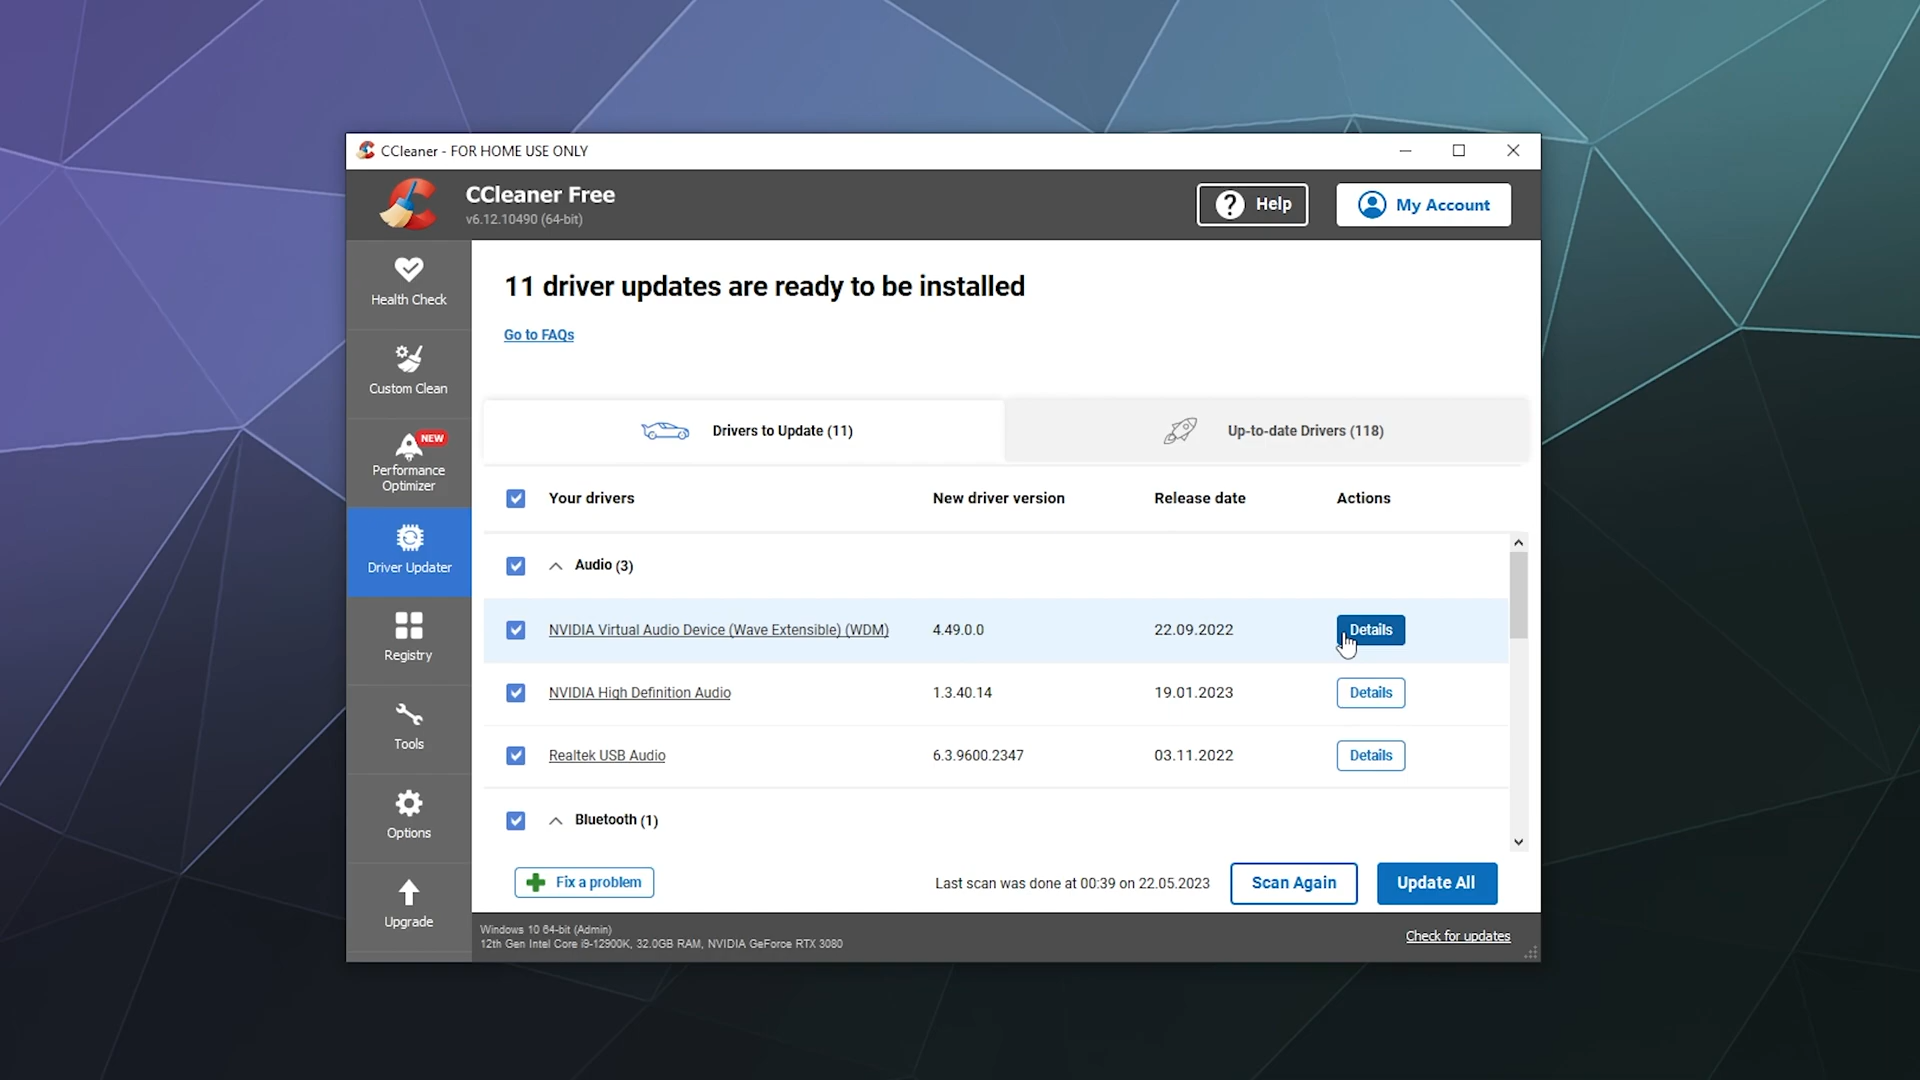 CCleaner - FOR HOME USE ONLY
CCleaner Free
v6.12.10490 (64-bit)
? Help
My Account
Health Check
Custom Clean
NEW
Performance
Optimizer
Driver Updater
Registry
Tools
Options
Upgrade
11 driver updates are ready to be installed
Go to FAQs
Drivers to Update (11)
Up-to-date Drivers (118)
Your drivers New driver version Release date Actions
Audio (3)
NVIDIA Virtual Audio Device (Wave Extensible) (WDM) 4.49.0.0 22.09.2022 Details
NVIDIA High Definition Audio 1.3.40.14 19.01.2023 Details
Realtek USB Audio 6.3.9600.2347 03.11.2022 Details
Bluetooth (1)
Fix a problem
Last scan was done at 00:39 on 22.05.2023
Scan Again
Update All
Windows 10 64-bit (Admin)
12th Gen Intel Core i9-12900K, 32.0GB RAM, NVIDIA GeForce RTX 3080
Check for updates